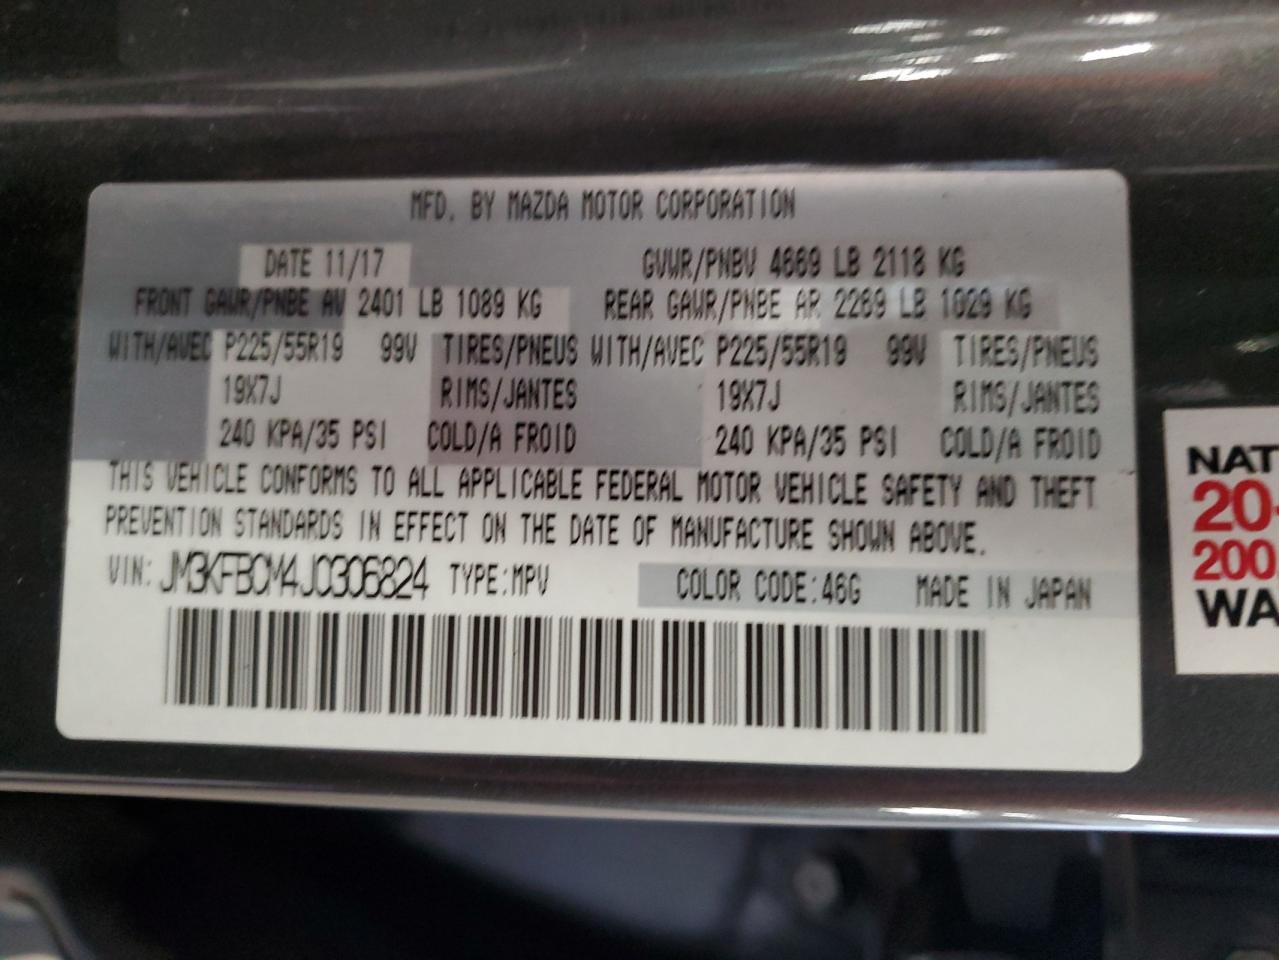 MFD. BY MAZDA MOTOR CORPORATION
DATE 11/17 GVWR/PNBV 4669 LB 2118 KG
FRONT GAWR/PNBE AV 2401 LB 1089 KG REAR GAWR/PNBE AR 2269 LB 1029 KG
WITH/AVEC P225/55R19 99V TIRES/PNEUS WITH/AVEC P225/55R19 99V TIRES/PNEUS
19X7J RIMS/JANTES 19X7J RIMS/JANTES
240 KPA/35 PSI COLD/A FROID 240 KPA/35 PSI COLD/A FROID
THIS VEHICLE CONFORMS TO ALL APPLICABLE FEDERAL MOTOR VEHICLE SAFETY AND THEFT
PREVENTION STANDARDS IN EFFECT ON THE DATE OF MANUFACTURE SHOWN ABOVE.
VIN: JM3KFBCM4J0306824 TYPE:MPV COLOR CODE:46G MADE IN JAPAN
NAT
20-
200
WA